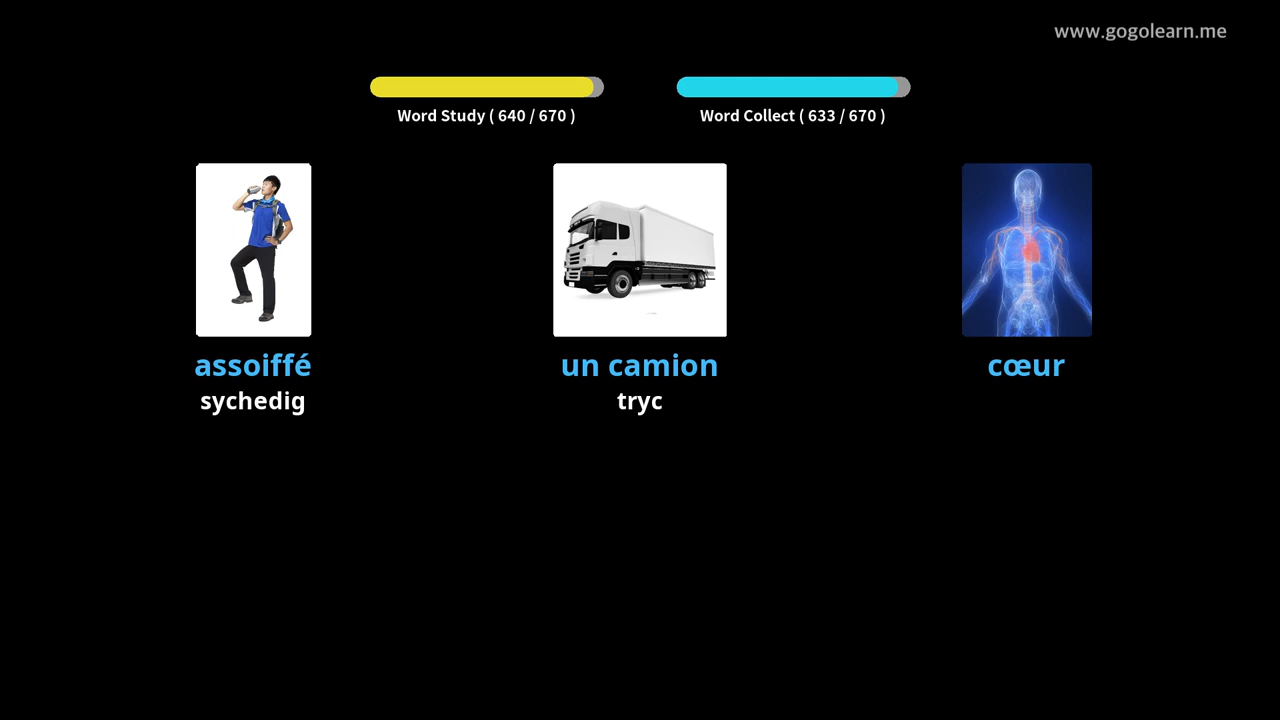 www.gogolearn.me
Word Study ( 640 / 670 )
Word Collect ( 633 / 670 )
assoiffé
sychedig
un camion
tryc
cœur